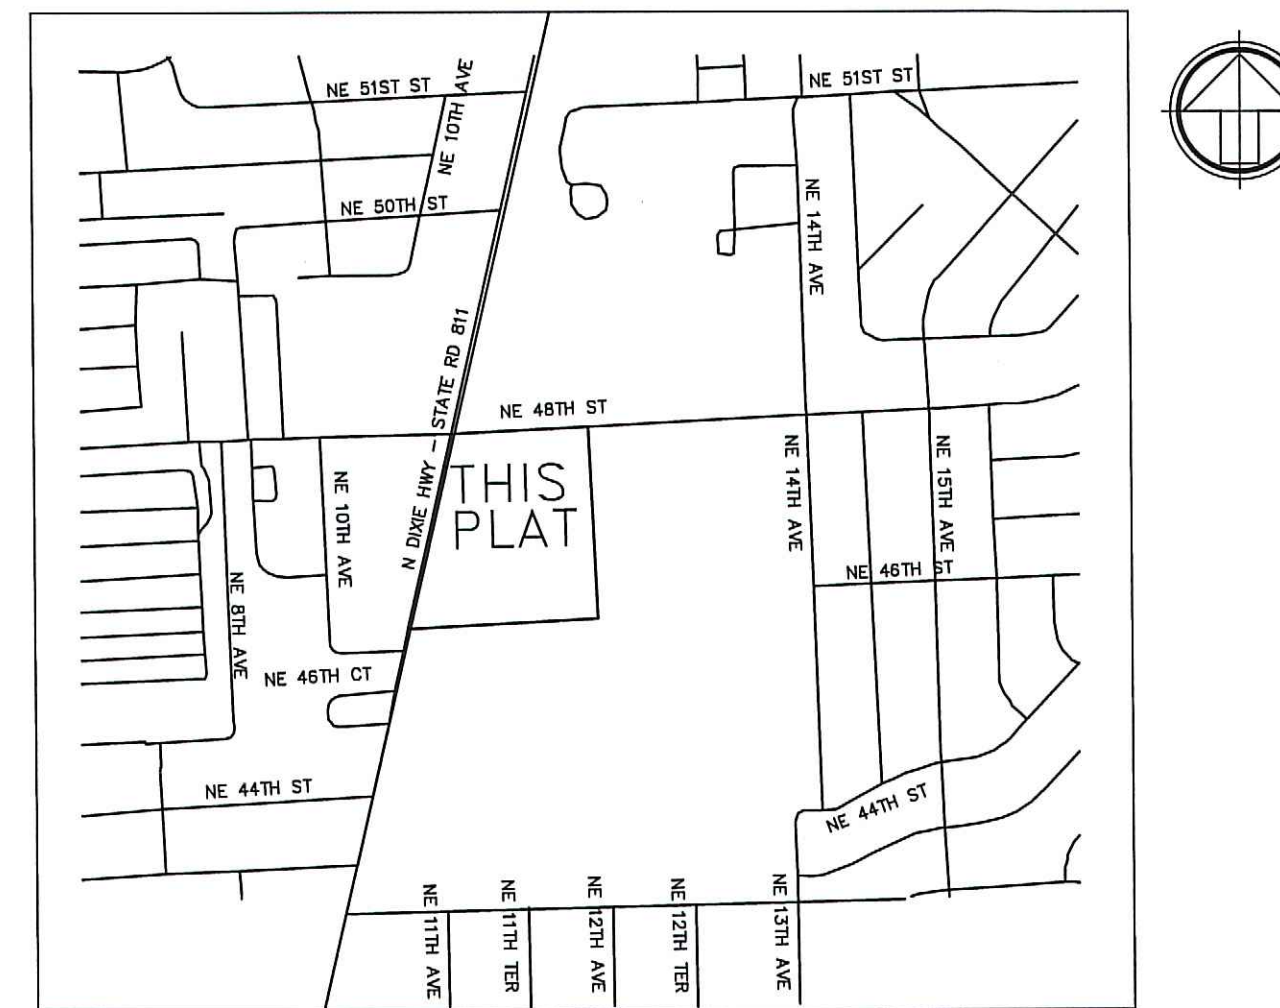 NE 51ST ST
NE 10TH AVE
NE 51ST ST
NE 50TH ST
NE 14TH AVE
N DIXIE HWY - STATE RD 811
NE 48TH ST
THIS
PLAT
NE 10TH AVE
NE 14TH AVE
NE 15TH AVE
NE 46TH ST
NE 8TH AVE
NE 46TH CT
NE 44TH ST
NE 44TH ST
NE 11TH AVE
NE 11TH TER
NE 12TH AVE
NE 12TH TER
NE 13TH AVE